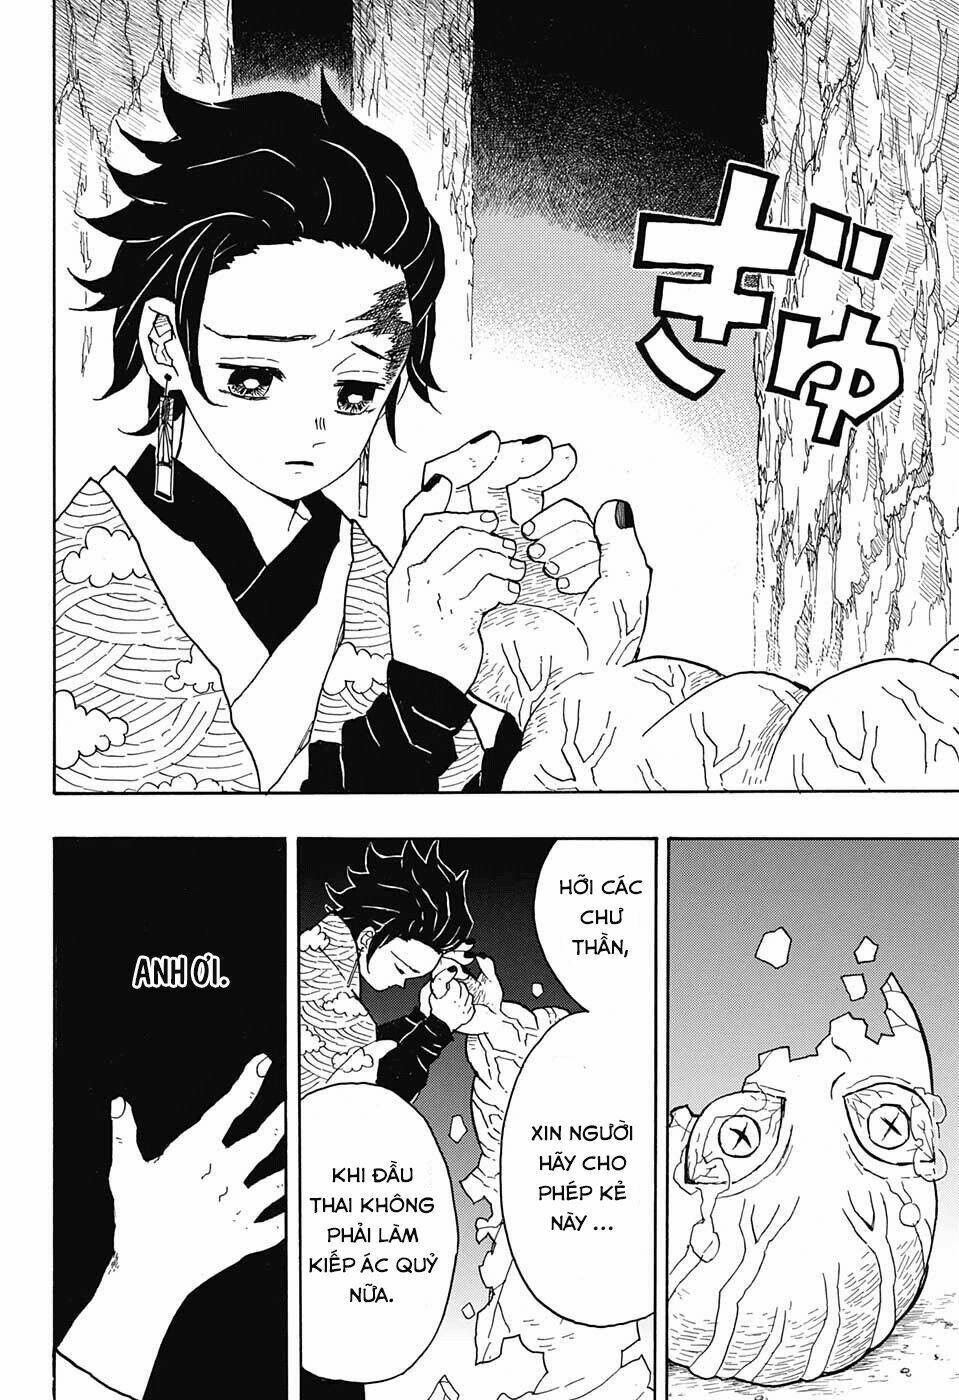 ぎゅ
HỠI CÁC
CHƯ
THẦN,
XIN NGƯỜI
HÃY CHO
PHÉP KẺ
NÀY ...
KHI ĐẦU
THAI KHÔNG
PHẢI LÀM
KIẾP ÁC QUỶ
NỮA.
ANH ƠI.